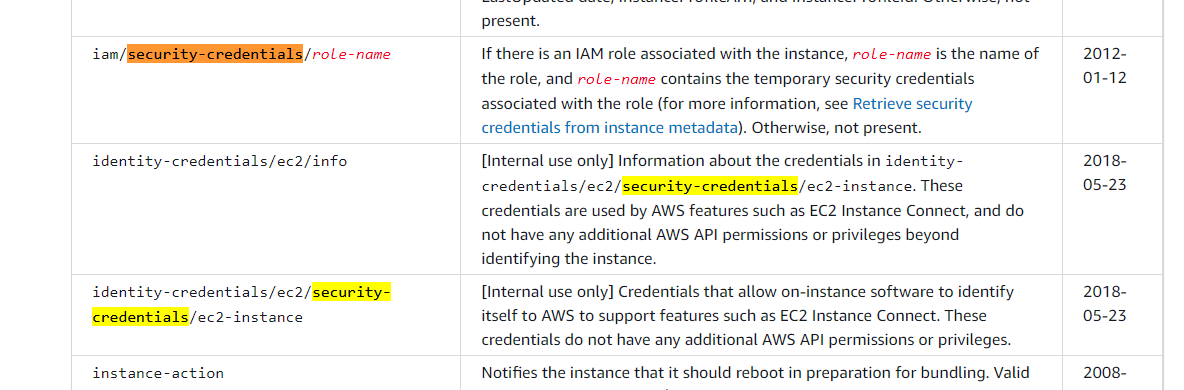 present.
iam/security-credentials/role-name
If there is an IAM role associated with the instance, role-name is the name of
the role, and role-name contains the temporary security credentials
associated with the role (for more information, see Retrieve security
credentials from instance metadata). Otherwise, not present.
2012-
01-12
identity-credentials/ec2/info
[Internal use only] Information about the credentials in identity-
credentials/ec2/security-credentials/ec2-instance. These
credentials are used by AWS features such as EC2 Instance Connect, and do
not have any additional AWS API permissions or privileges beyond
identifying the instance.
2018-
05-23
identity-credentials/ec2/security-
credentials/ec2-instance
[Internal use only] Credentials that allow on-instance software to identify
itself to AWS to support features such as EC2 Instance Connect. These
credentials do not have any additional AWS API permissions or privileges.
2018-
05-23
instance-action
Notifies the instance that it should reboot in preparation for bundling. Valid
2008-